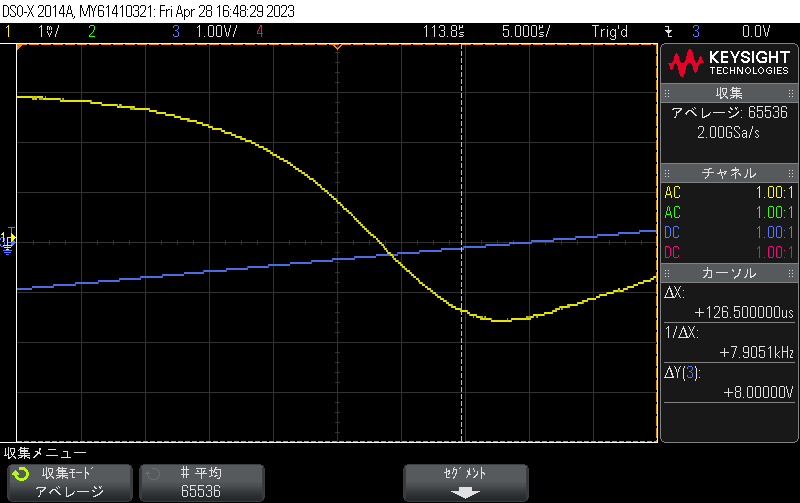 DSO-X 2014A, MY61410321: Fri Apr 28 16:48:29 2023
1 1♈/ 2 3 1.00V/ 4 113.8s 5.000s/ Trig'd 3 0.0V
KEYSIGHT
TECHNOLOGIES
収集
アベレージ: 65536
2.00GSa/s
チャネル
AC 1.00:1
AC 1.00:1
DC 1.00:1
DC 1.00:1
カーソル
ΔX:
+126.500000us
1/ΔX:
+7.9051kHz
ΔY(3):
+8.00000V
収集メニュー
収集モード
アベレージ
# 平均
65536
セグメント